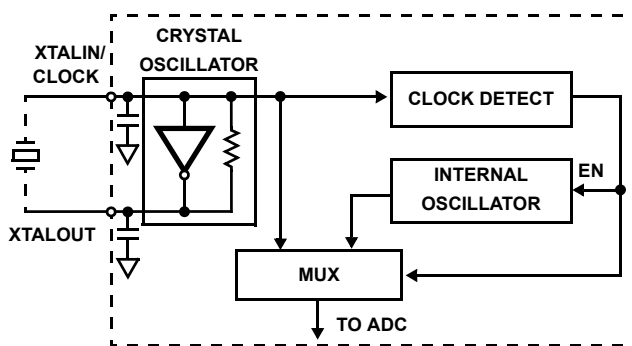 XTALIN/
CLOCK
CRYSTAL
OSCILLATOR
CLOCK DETECT
INTERNAL
OSCILLATOR
EN
XTALOUT
MUX
TO ADC